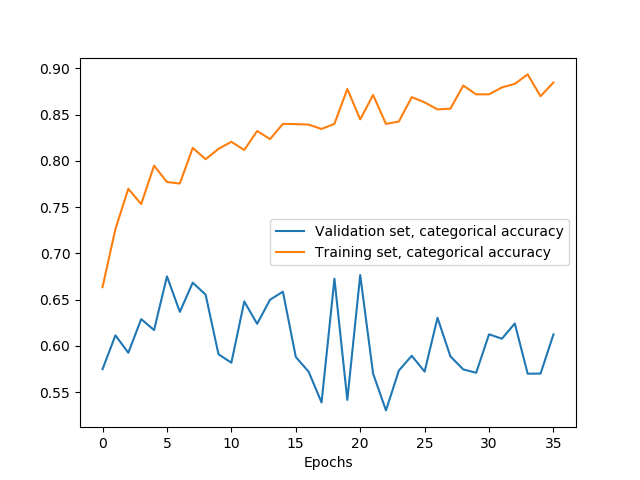 0.90
0.85
0.80
0.75
0.70
0.65
0.60
0.55
Validation set, categorical accuracy
Training set, categorical accuracy
0 5 10 15 20 25 30 35
Epochs